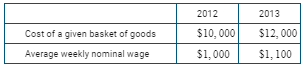 2012 2013
Cost of a given basket of goods $10, 000 $12, 000
Average weekly nominal wage $1, 000 $1, 100